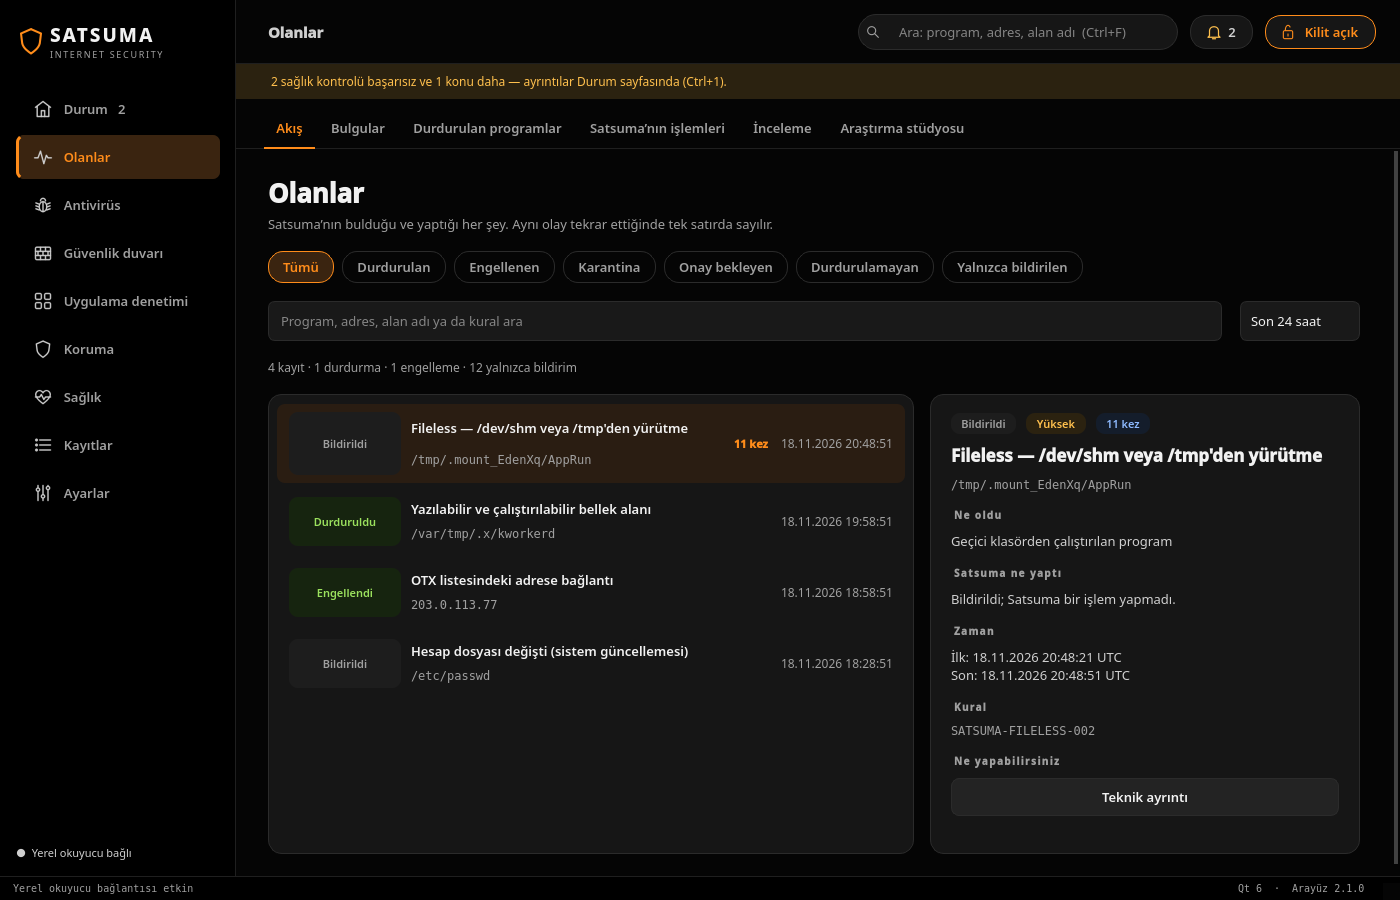 SATSUMA
INTERNET SECURITY
Durum 2
Olanlar
Antivirüs
Güvenlik duvarı
Uygulama denetimi
Koruma
Sağlık
Kayıtlar
Ayarlar
Yerel okuyucu bağlı
Olanlar
Ara: program, adres, alan adı (Ctrl+F)
2
Kilit açık
2 sağlık kontrolü başarısız ve 1 konu daha — ayrıntılar Durum sayfasında (Ctrl+1).
Akış Bulgular Durdurulan programlar Satsuma’nın işlemleri İnceleme Araştırma stüdyosu
Olanlar
Satsuma’nın bulduğu ve yaptığı her şey. Aynı olay tekrar ettiğinde tek satırda sayılır.
Tümü Durdurulan Engellenen Karantina Onay bekleyen Durdurulamayan Yalnızca bildirilen
Program, adres, alan adı ya da kural ara
Son 24 saat
4 kayıt · 1 durdurma · 1 engelleme · 12 yalnızca bildirim
Bildirildi
Fileless — /dev/shm veya /tmp'den yürütme
/tmp/.mount_EdenXq/AppRun
11 kez 18.11.2026 20:48:51
Durduruldu
Yazılabilir ve çalıştırılabilir bellek alanı
/var/tmp/.x/kworkerd
18.11.2026 19:58:51
Engellendi
OTX listesindeki adrese bağlantı
203.0.113.77
18.11.2026 18:58:51
Bildirildi
Hesap dosyası değişti (sistem güncellemesi)
/etc/passwd
18.11.2026 18:28:51
Bildirildi Yüksek 11 kez
Fileless — /dev/shm veya /tmp'den yürütme
/tmp/.mount_EdenXq/AppRun
Ne oldu
Geçici klasörden çalıştırılan program
Satsuma ne yaptı
Bildirildi; Satsuma bir işlem yapmadı.
Zaman
İlk: 18.11.2026 20:48:21 UTC
Son: 18.11.2026 20:48:51 UTC
Kural
SATSUMA-FILELESS-002
Ne yapabilirsiniz
Teknik ayrıntı
Yerel okuyucu bağlantısı etkin
Qt 6 · Arayüz 2.1.0